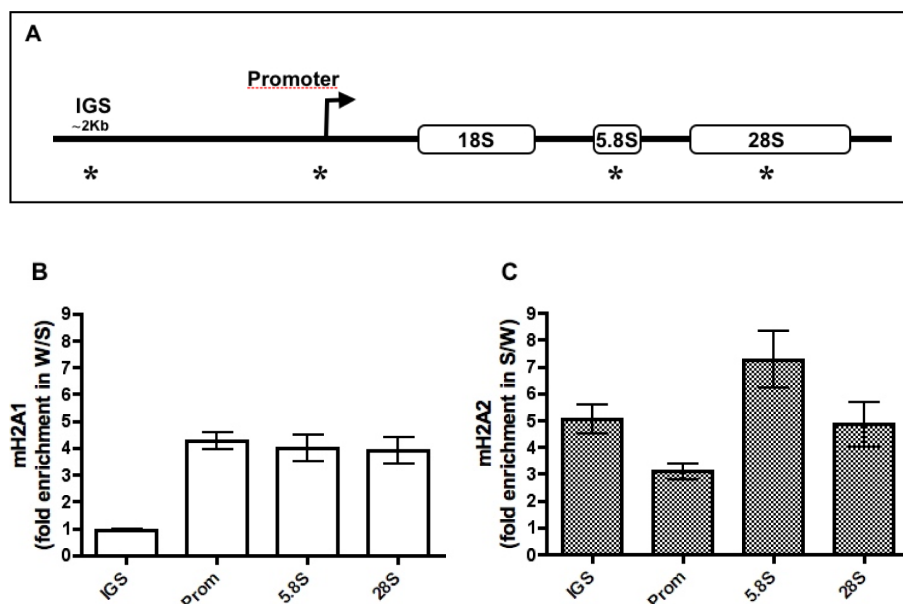 A
Promoter
IGS
~2Kb
18S
5.8S
28S
*
*
*
*
B
mH2A1
(fold enrichment in W/S)
9
8
7
6
5
4
3
2
1
0
IGS
Prom
5.8S
28S
C
mH2A2
(fold enrichment in S/W)
9
8
7
6
5
4
3
2
1
0
IGS
Prom
5.8S
28S